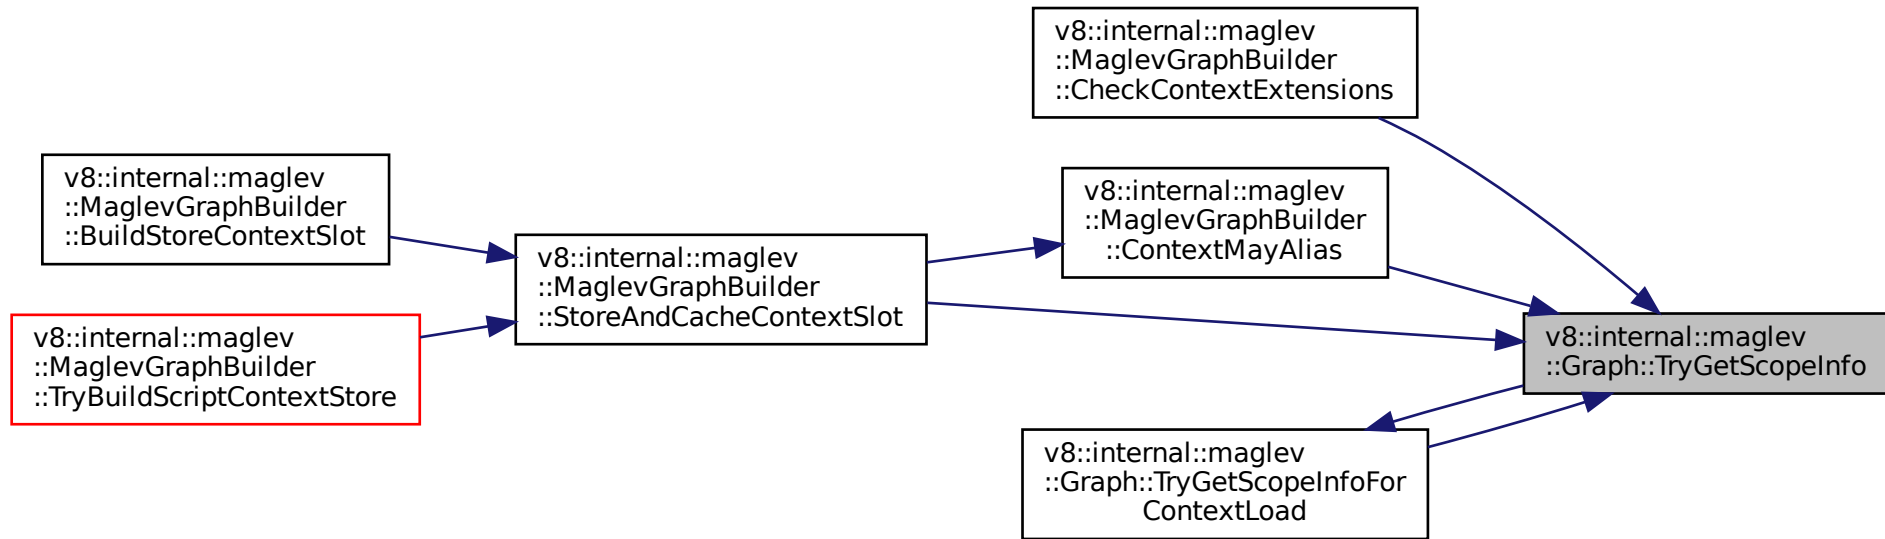 v8::internal::maglev
::MaglevGraphBuilder
::CheckContextExtensions
v8::internal::maglev
::MaglevGraphBuilder
::BuildStoreContextSlot
v8::internal::maglev
::MaglevGraphBuilder
::ContextMayAlias
v8::internal::maglev
::MaglevGraphBuilder
::StoreAndCacheContextSlot
v8::internal::maglev
::MaglevGraphBuilder
::TryBuildScriptContextStore
v8::internal::maglev
::Graph::TryGetScopeInfo
v8::internal::maglev
::Graph::TryGetScopeInfoFor
ContextLoad